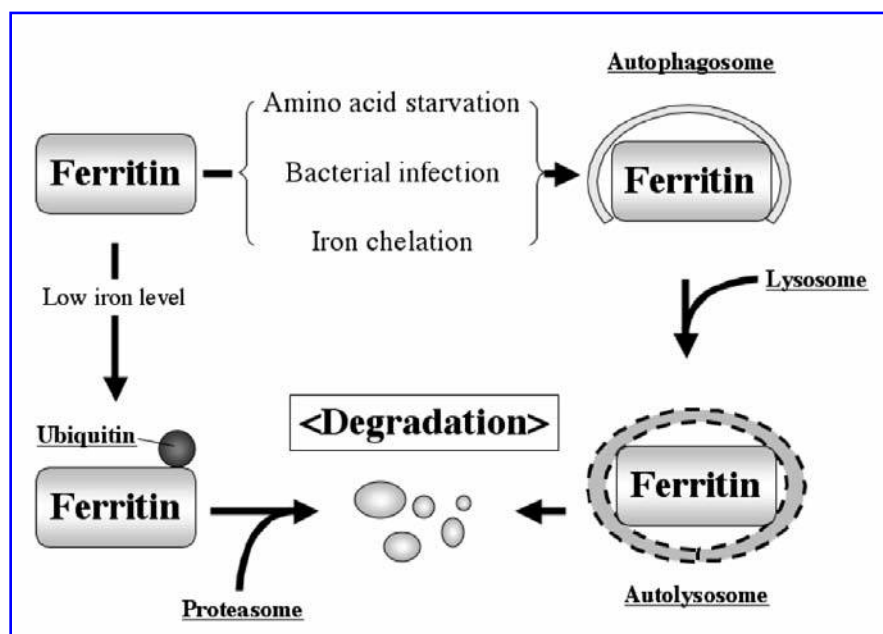 Autophagosome
Amino acid starvation
Ferritin
Bacterial infection
Ferritin
Iron chelation
Low iron level
Lysosome
<Degradation>
Ubiquitin
Ferritin
Ferritin
Proteasome
Autolysosome